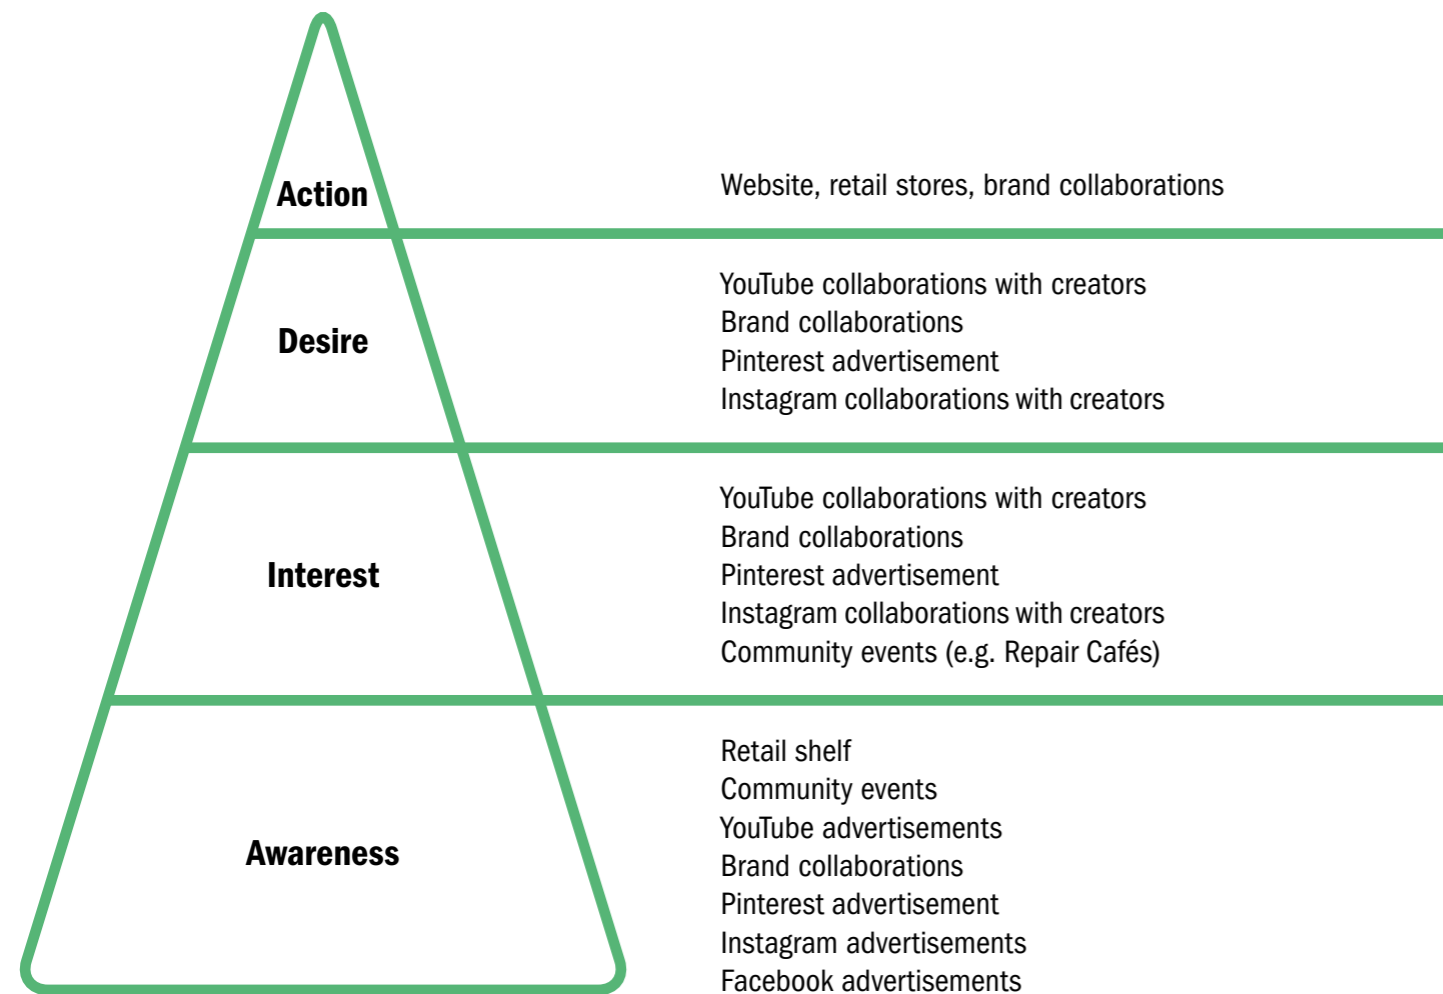 Action
Website, retail stores, brand collaborations
Desire
YouTube collaborations with creators
Brand collaborations
Pinterest advertisement
Instagram collaborations with creators
Interest
YouTube collaborations with creators
Brand collaborations
Pinterest advertisement
Instagram collaborations with creators
Community events (e.g. Repair Cafés)
Awareness
Retail shelf
Community events
YouTube advertisements
Brand collaborations
Pinterest advertisement
Instagram advertisements
Facebook advertisements